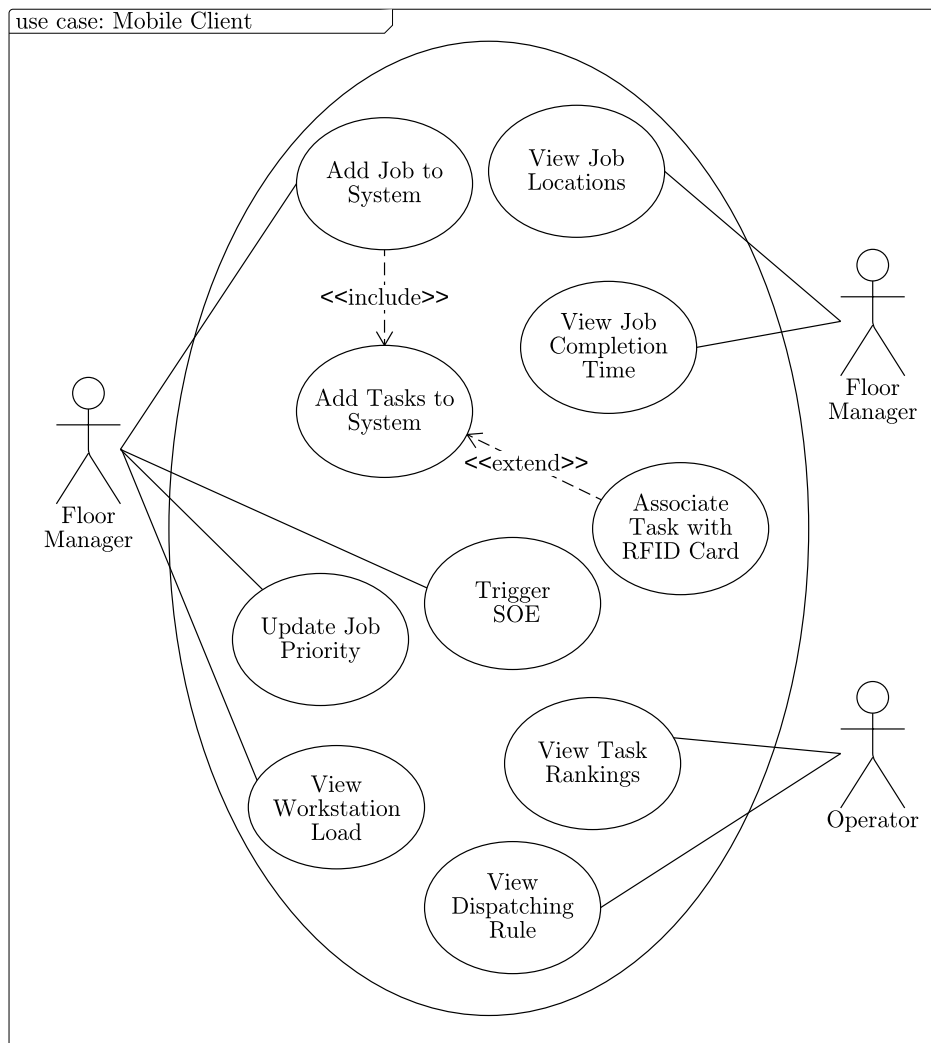 use case: Mobile Client
Add Job to
System
View Job
Locations
<<include>>
View Job
Completion
Time
Floor
Manager
Add Tasks to
System
<<extend>>
Floor
Manager
Associate
Task with
RFID Card
Trigger
SOE
Update Job
Priority
View Task
Rankings
View
Workstation
Load
Operator
View
Dispatching
Rule